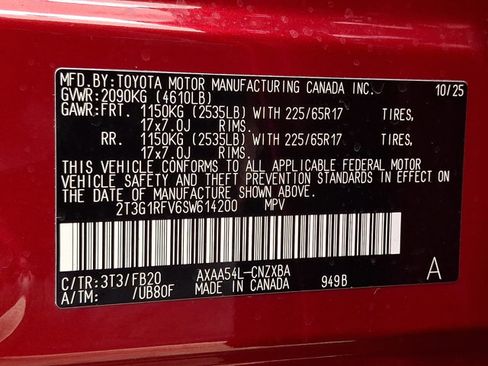 MFD.BY:TOYOTA MOTOR MANUFACTURING CANADA INC. 10/25
GVWR:2090KG (4610LB)
GAWR:FRT. 1150KG (2535LB) WITH 225/65R17 TIRES,
17x7.0J RIMS.
RR. 1150KG (2535LB) WITH 225/65R17 TIRES,
17x7.0J RIMS.
THIS VEHICLE CONFORMS TO ALL APPLICABLE FEDERAL MOTOR
VEHICLE SAFETY AND THEFT PREVENTION STANDARDS IN EFFECT ON
THE DATE OF MANUFACTURE SHOWN ABOVE.
2T3G1RFV6SW614200 MPV
C/TR:3T3/FB20 AXAA54L-CNZXBA
A/TM: /UB80F MADE IN CANADA 949B A